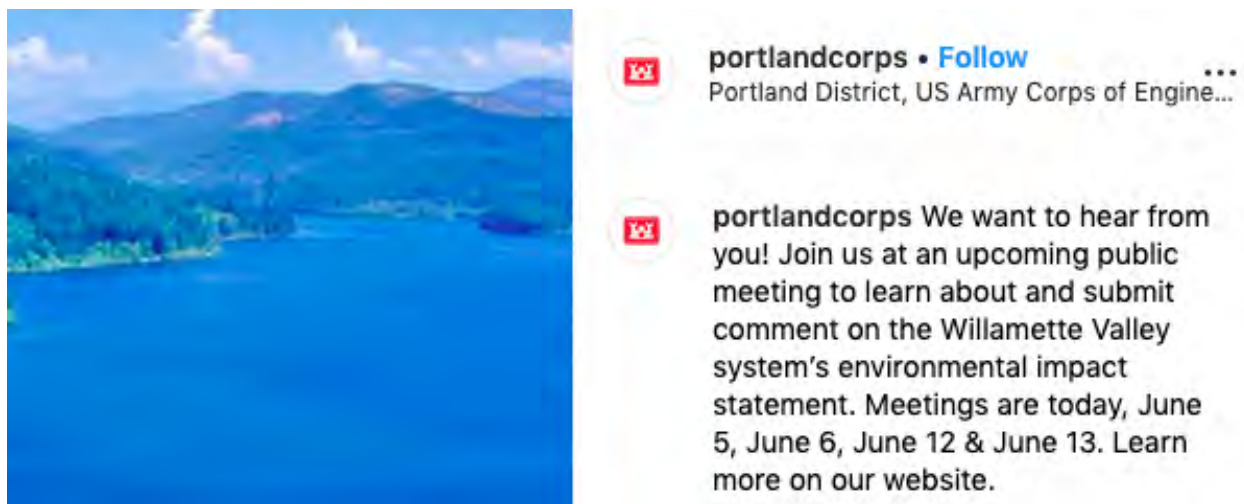 portlandcorps • Follow
...
Portland District, US Army Corps of Engine...
portlandcorps We want to hear from
you! Join us at an upcoming public
meeting to learn about and submit
comment on the Willamette Valley
system's environmental impact
statement. Meetings are today, June
5, June 6, June 12 & June 13. Learn
more on our website.